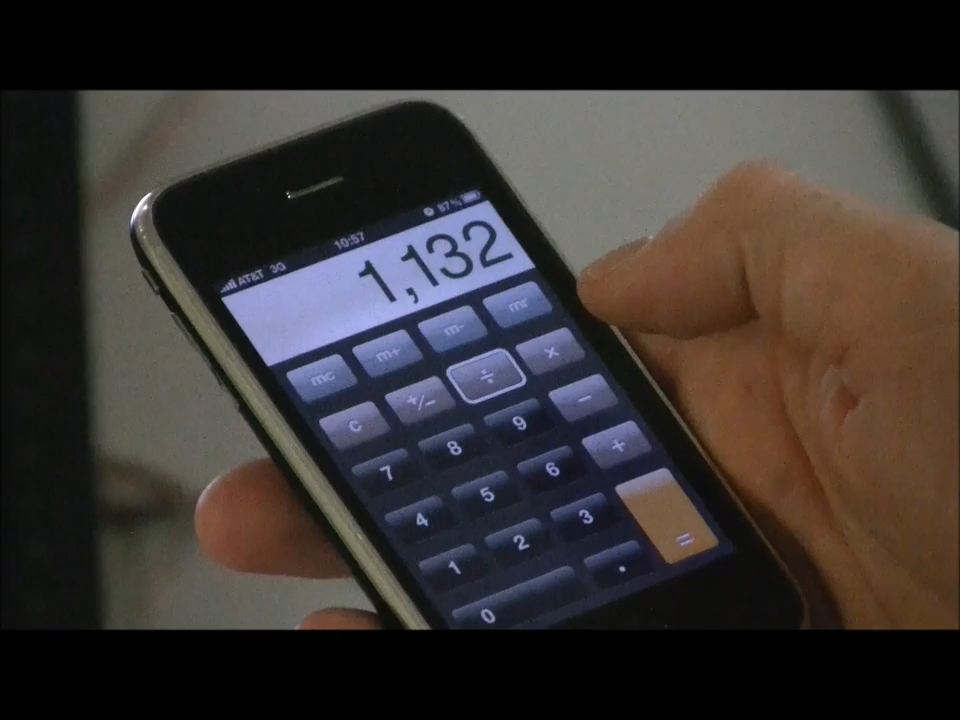 AT&T 3G 10:57 87%
1,132
mc m+ m- mr
C +/- ÷ ×
7 8 9 −
4 5 6 +
1 2 3 =
0 .